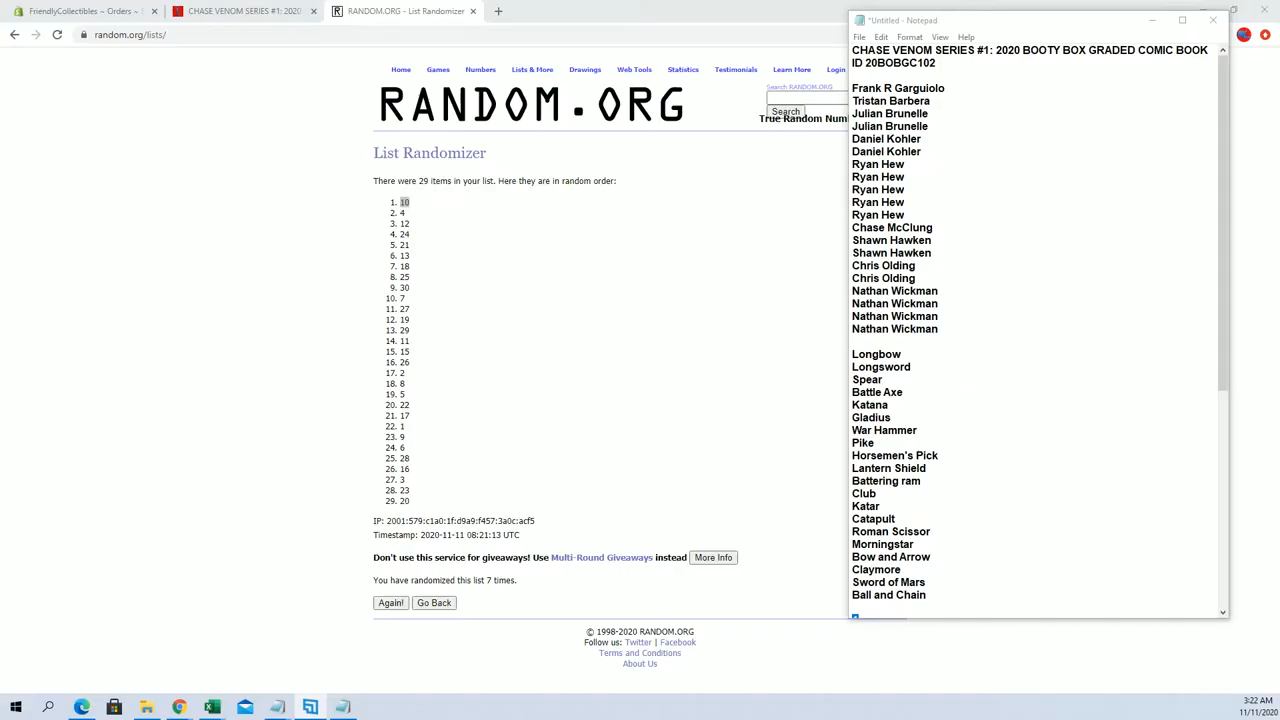 FriendlyCollectibles ~ Orders ~ S
CHASE VENOM SERIES #1: 2020
RANDOM.ORG - List Randomizer
random.org/lists/
Home Games Numbers Lists & More Drawings Web Tools Statistics Testimonials Learn More Login
RANDOM.ORG
Search RANDOM.ORG
Search
True Random Num
List Randomizer
There were 29 items in your list. Here they are in random order:
1. 10
2. 4
3. 12
4. 24
5. 21
6. 13
7. 18
8. 25
9. 30
10. 7
11. 27
12. 19
13. 29
14. 11
15. 15
16. 26
17. 2
18. 8
19. 5
20. 22
21. 17
22. 1
23. 9
24. 6
25. 28
26. 16
27. 3
28. 23
29. 20
IP: 2001:579:c1a0:1f:d9a9:f457:3a0c:acf5
Timestamp: 2020-11-11 08:21:13 UTC
Don't use this service for giveaways! Use Multi-Round Giveaways instead More Info
You have randomized this list 7 times.
Again! Go Back
© 1998-2020 RANDOM.ORG
Follow us: Twitter | Facebook
Terms and Conditions
About Us
*Untitled - Notepad
File Edit Format View Help
CHASE VENOM SERIES #1: 2020 BOOTY BOX GRADED COMIC BOOK
ID 20BOBGC102
Frank R Garguiolo
Tristan Barbera
Julian Brunelle
Julian Brunelle
Daniel Kohler
Daniel Kohler
Ryan Hew
Ryan Hew
Ryan Hew
Ryan Hew
Ryan Hew
Chase McClung
Shawn Hawken
Shawn Hawken
Chris Olding
Chris Olding
Nathan Wickman
Nathan Wickman
Nathan Wickman
Nathan Wickman
Longbow
Longsword
Spear
Battle Axe
Katana
Gladius
War Hammer
Pike
Horsemen's Pick
Lantern Shield
Battering ram
Club
Katar
Catapult
Roman Scissor
Morningstar
Bow and Arrow
Claymore
Sword of Mars
Ball and Chain
3:22 AM
11/11/2020